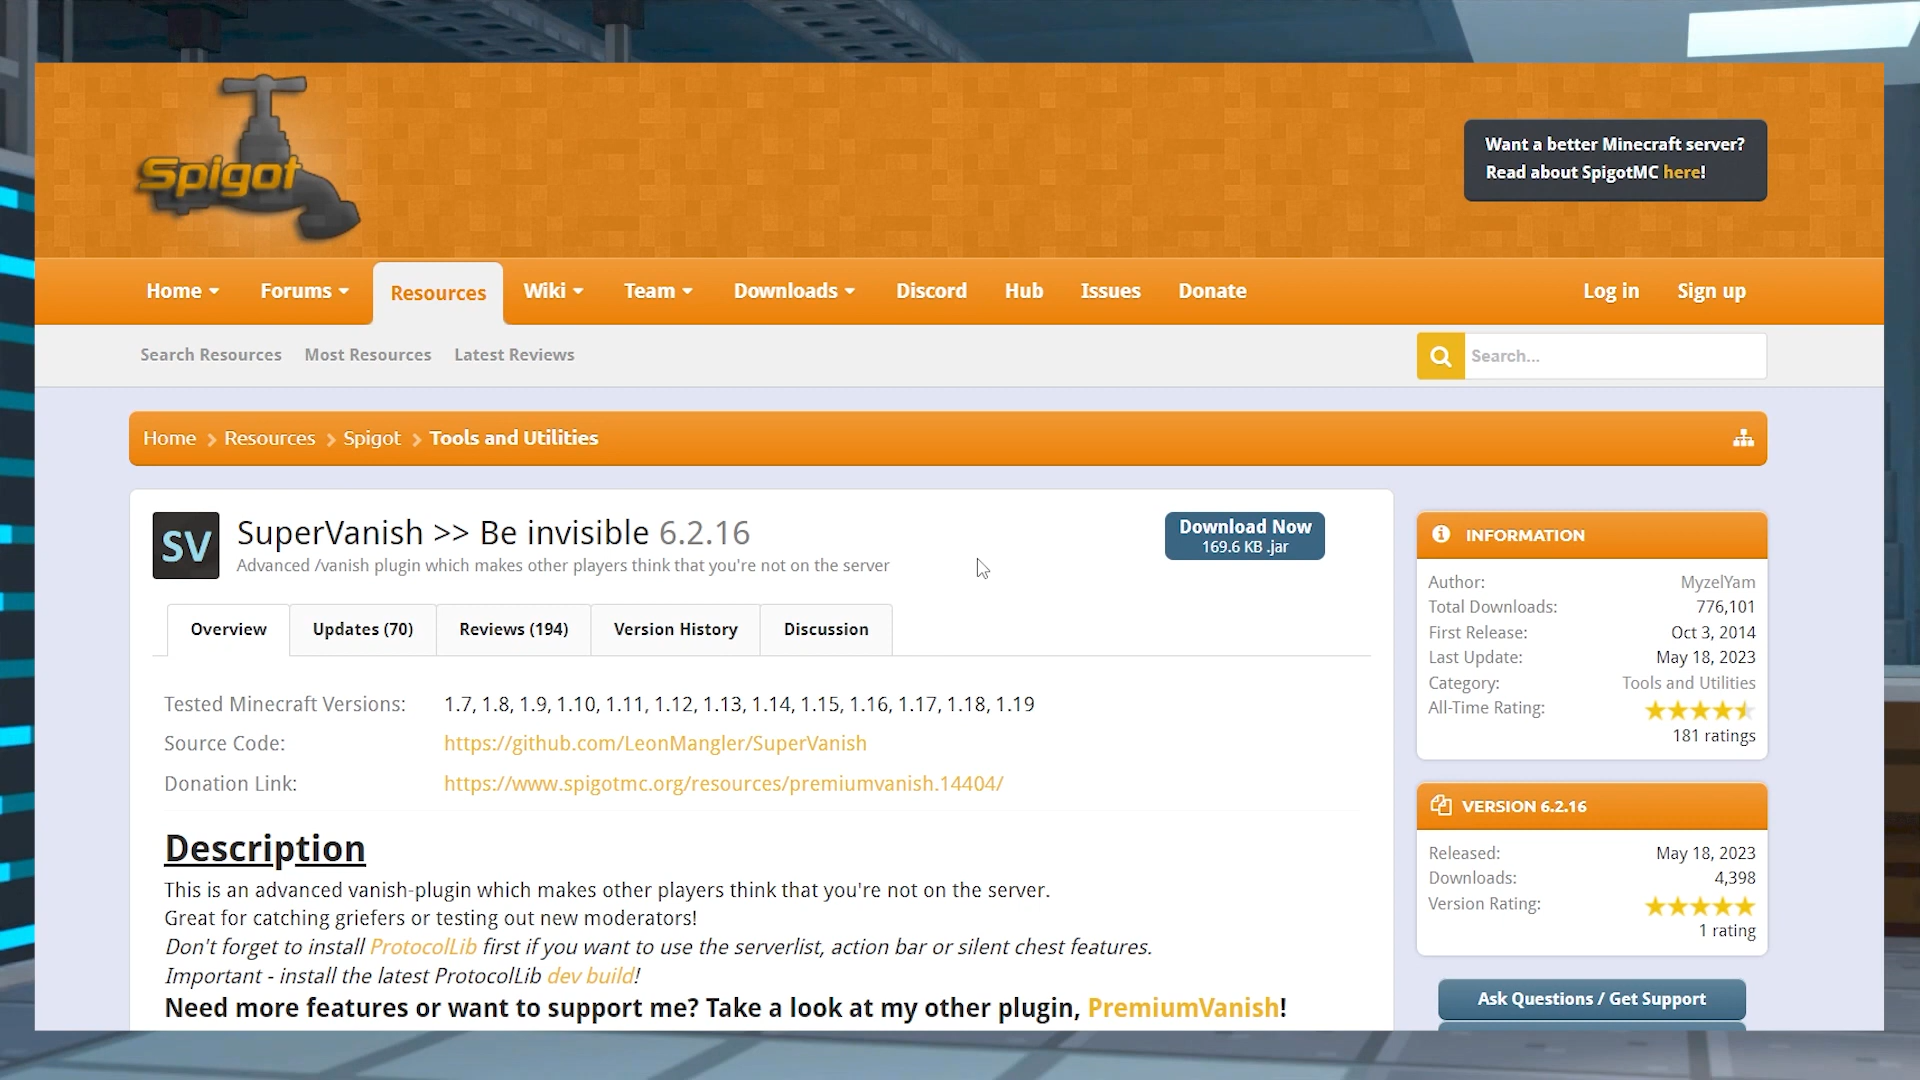 Spigot
Want a better Minecraft server?
Read about SpigotMC here!
Home
Forums
Resources
Wiki
Team
Downloads
Discord
Hub
Issues
Donate
Log in
Sign up
Search Resources
Most Resources
Latest Reviews
Search...
Home
Resources
Spigot
Tools and Utilities
SV
SuperVanish >> Be invisible 6.2.16
Advanced /vanish plugin which makes other players think that you're not on the server
Download Now
169.6 KB .jar
Overview
Updates (70)
Reviews (194)
Version History
Discussion
Tested Minecraft Versions: 1.7, 1.8, 1.9, 1.10, 1.11, 1.12, 1.13, 1.14, 1.15, 1.16, 1.17, 1.18, 1.19
Source Code: https://github.com/LeonMangler/SuperVanish
Donation Link: https://www.spigotmc.org/resources/premiumvanish.14404/
Description
This is an advanced vanish-plugin which makes other players think that you're not on the server.
Great for catching griefers or testing out new moderators!
Don't forget to install ProtocolLib first if you want to use the serverlist, action bar or silent chest features.
Important - install the latest ProtocolLib dev build!
Need more features or want to support me? Take a look at my other plugin, PremiumVanish!
INFORMATION
Author: MyzelYam
Total Downloads: 776,101
First Release: Oct 3, 2014
Last Update: May 18, 2023
Category: Tools and Utilities
All-Time Rating:
181 ratings
VERSION 6.2.16
Released: May 18, 2023
Downloads: 4,398
Version Rating:
1 rating
Ask Questions / Get Support